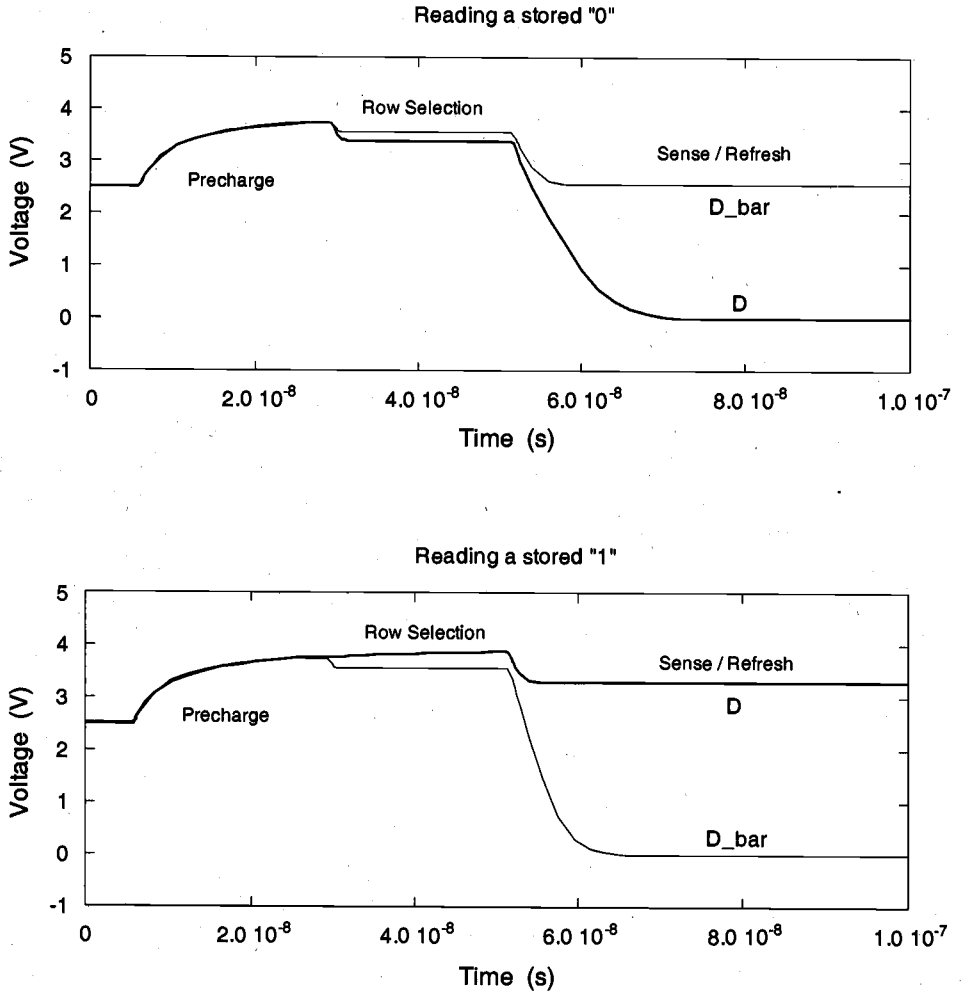 Reading a stored "0"
5
4
3
2
1
0
-1
Voltage (V)
Row Selection
Precharge
Sense / Refresh
D_bar
D
0
2.0 10⁻⁸
4.0 10⁻⁸
6.0 10⁻⁸
8.0 10⁻⁸
1.0 10⁻⁷
Time (s)
Reading a stored "1"
5
4
3
2
1
0
-1
Voltage (V)
Row Selection
Precharge
Sense / Refresh
D
D_bar
0
2.0 10⁻⁸
4.0 10⁻⁸
6.0 10⁻⁸
8.0 10⁻⁸
1.0 10⁻⁷
Time (s)